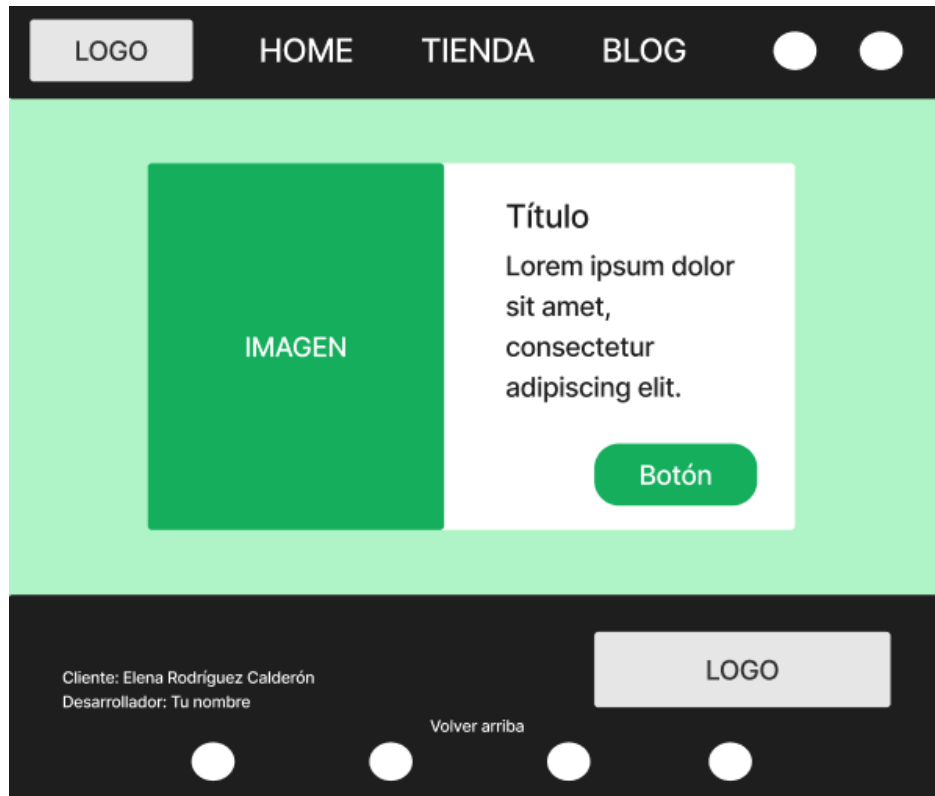 LOGO
HOME
TIENDA
BLOG
IMAGEN
Título
Lorem ipsum dolor
sit amet,
consectetur
adipiscing elit.
Botón
Cliente: Elena Rodríguez Calderón
Desarrollador: Tu nombre
LOGO
Volver arriba